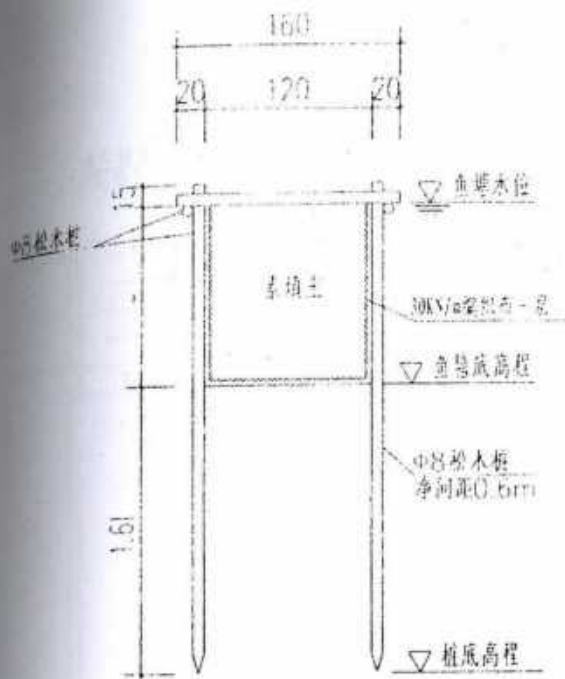 160
20 120 20
15
鱼塘水位
Φ8松木桩
素填土
30KN/m编织布一层
鱼塘底高程
Φ8松木桩
净间距0.6m
1.6l
桩底高程